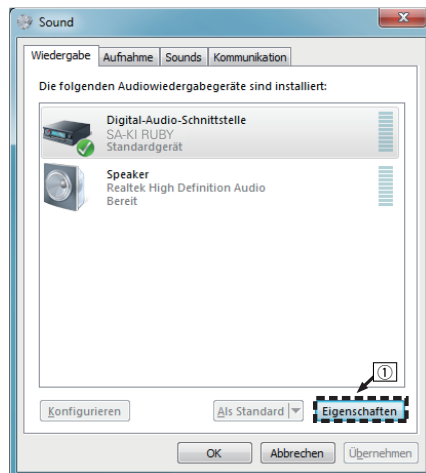 Sound
Wiedergabe Aufnahme Sounds Kommunikation
Die folgenden Audiowiedergabegeräte sind installiert:
Digital-Audio-Schnittstelle
SA-KI RUBY
Standardgerät
Speaker
Realtek High Definition Audio
Bereit
①
Konfigurieren Als Standard Eigenschaften
OK Abbrechen Übernehmen